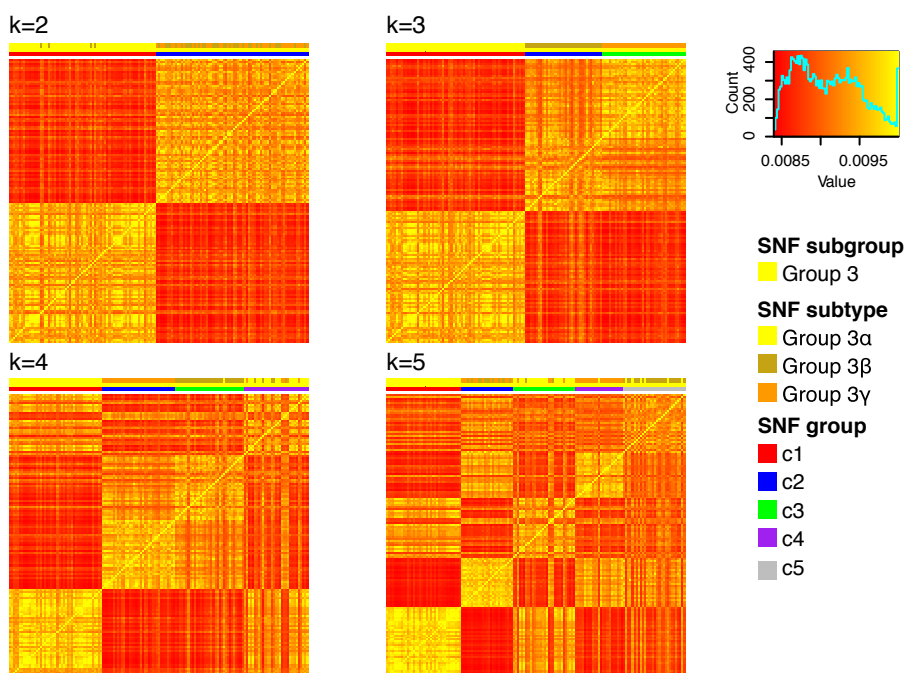 k=2
k=3
Count
0 200 400
0.0085 0.0095
Value
SNF subgroup
Group 3
SNF subtype
Group 3α
Group 3β
Group 3γ
SNF group
c1
c2
c3
c4
c5
k=4
k=5